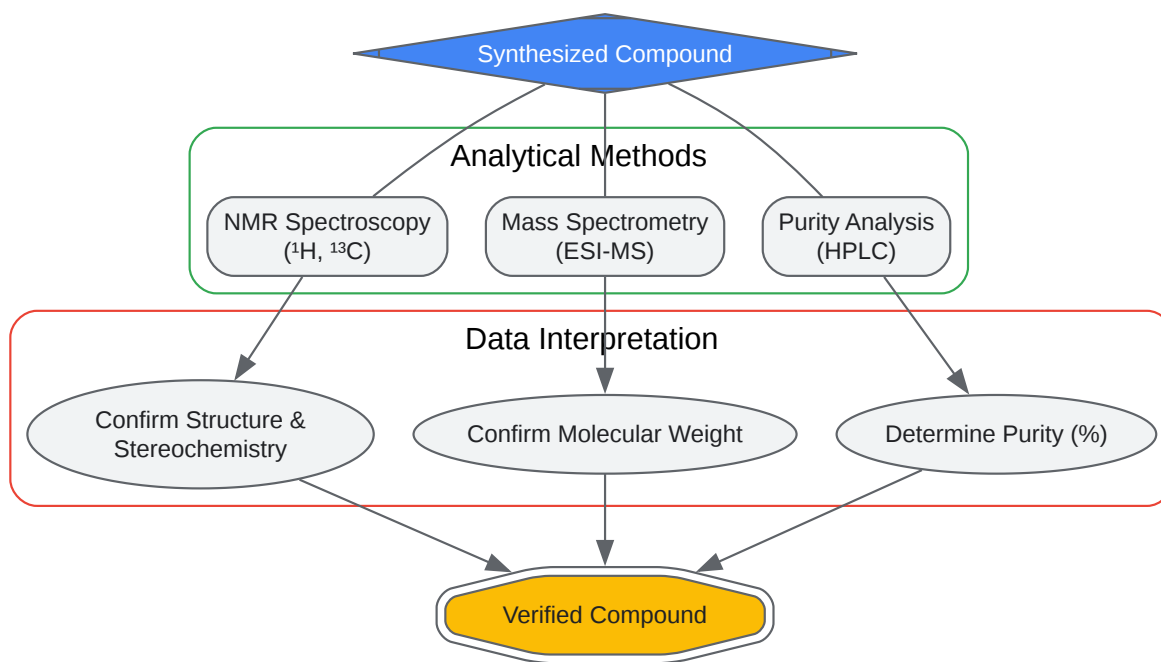 Synthesized Compound
Analytical Methods
NMR Spectroscopy
(¹H, ¹³C)
Mass Spectrometry
(ESI-MS)
Purity Analysis
(HPLC)
Data Interpretation
Confirm Structure &
Stereochemistry
Confirm Molecular Weight
Determine Purity (%)
Verified Compound